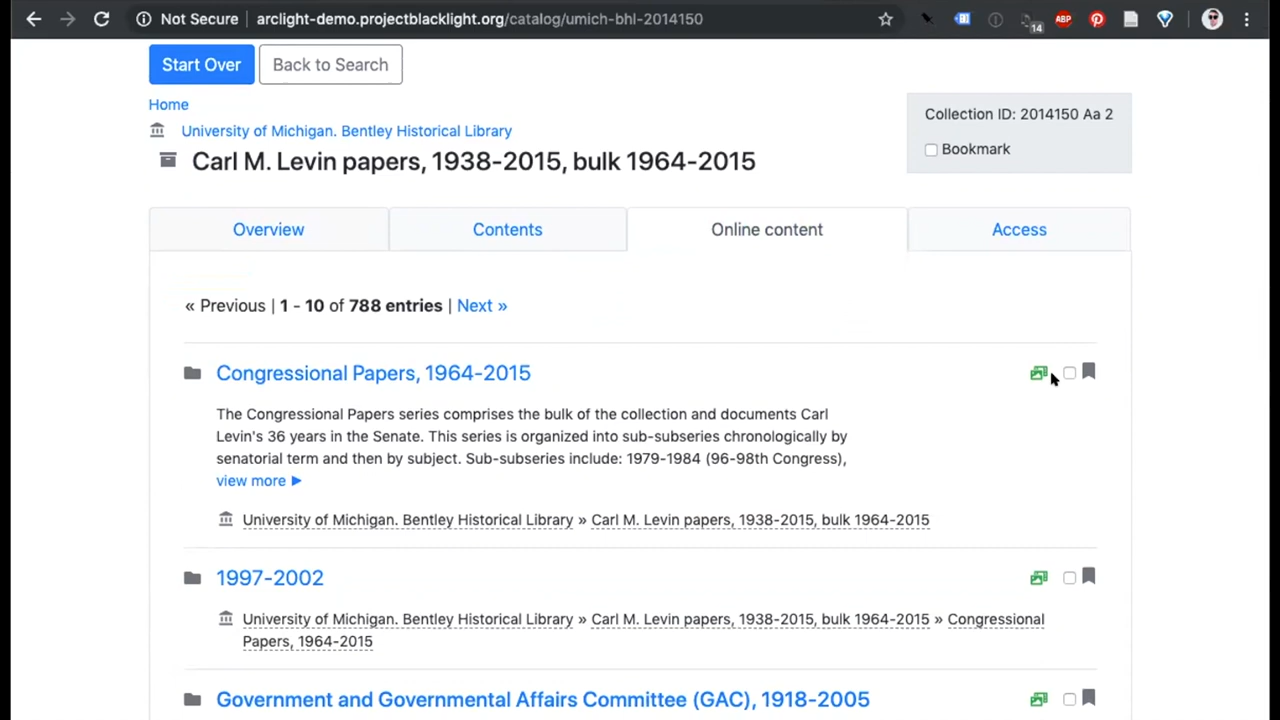 Not Secure arclight-demo.projectblacklight.org/catalog/umich-bhl-2014150
14
ABP
Start Over Back to Search
Home
University of Michigan. Bentley Historical Library
Collection ID: 2014150 Aa 2
Bookmark
Carl M. Levin papers, 1938-2015, bulk 1964-2015
Overview Contents Online content Access
« Previous | 1 - 10 of 788 entries | Next »
Congressional Papers, 1964-2015
The Congressional Papers series comprises the bulk of the collection and documents Carl
Levin's 36 years in the Senate. This series is organized into sub-subseries chronologically by
senatorial term and then by subject. Sub-subseries include: 1979-1984 (96-98th Congress),
view more ▶
University of Michigan. Bentley Historical Library » Carl M. Levin papers, 1938-2015, bulk 1964-2015
1997-2002
University of Michigan. Bentley Historical Library » Carl M. Levin papers, 1938-2015, bulk 1964-2015 » Congressional
Papers, 1964-2015
Government and Governmental Affairs Committee (GAC), 1918-2005